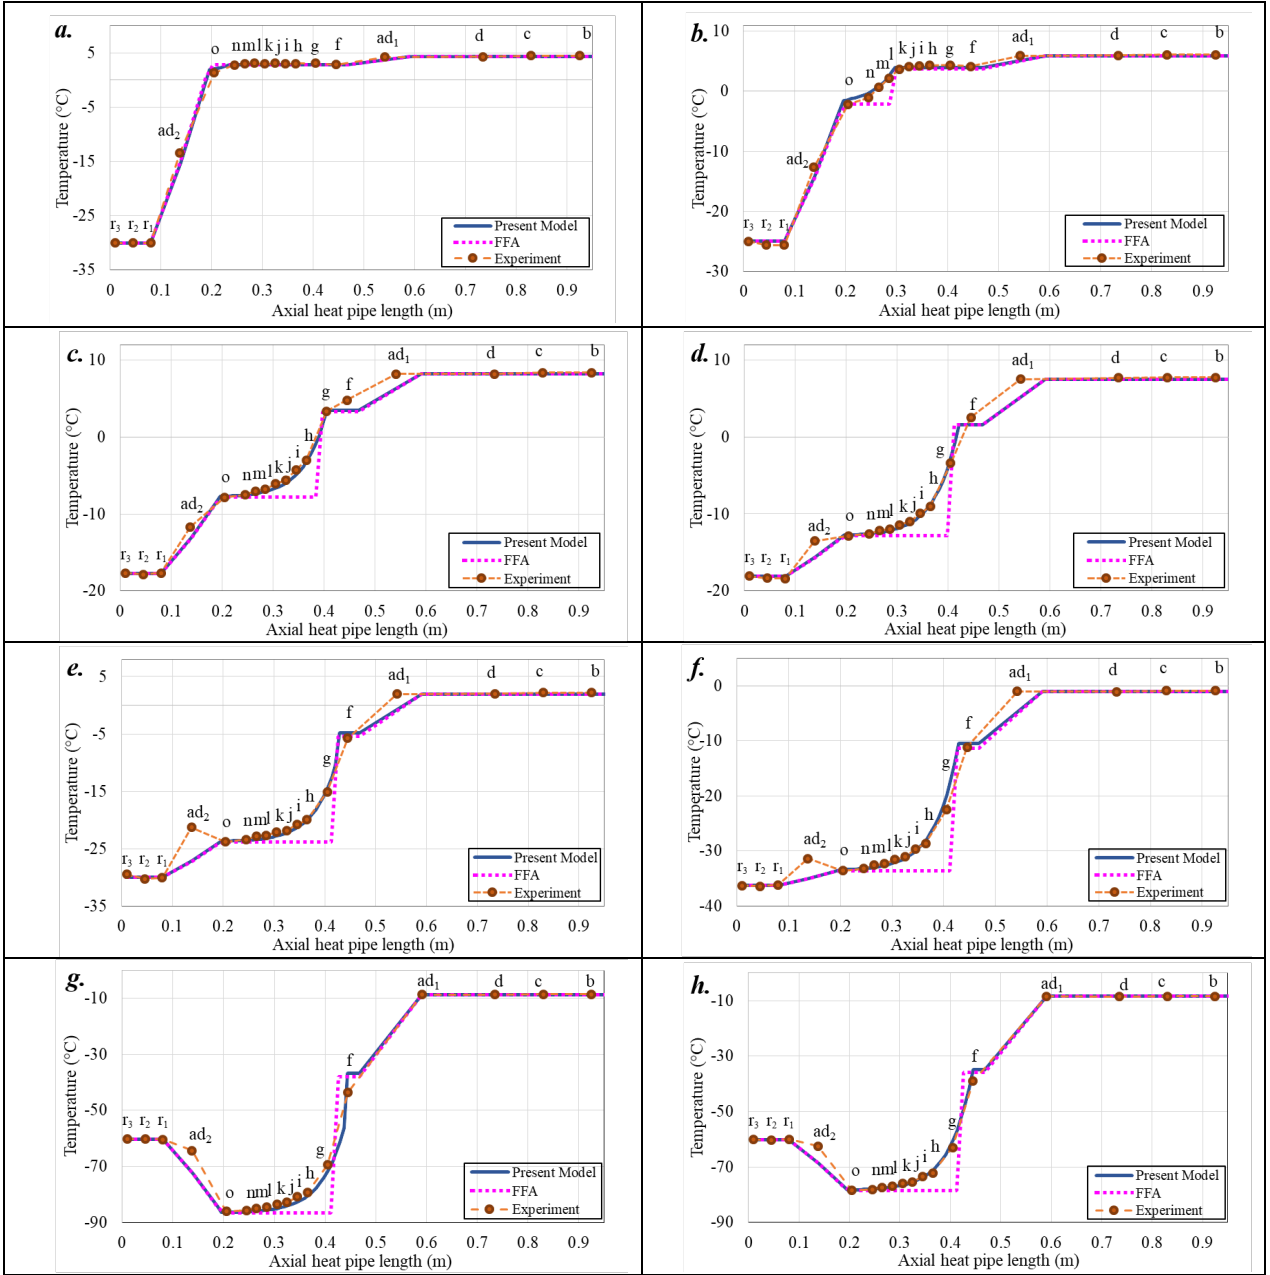 a.
o n m l k j i h g f ad1 d c b
5
-5
-15
-25
-35
Temperature (°C)
ad2
r3 r2 r1
Present Model
FFA
Experiment
0 0.1 0.2 0.3 0.4 0.5 0.6 0.7 0.8 0.9
Axial heat pipe length (m)
b.
o n m l k j i h g f ad1 d c b
10
0
-10
-20
-30
Temperature (°C)
ad2
r3 r2 r1
Present Model
FFA
Experiment
0 0.1 0.2 0.3 0.4 0.5 0.6 0.7 0.8 0.9
Axial heat pipe length (m)
c.
r3 r2 r1 ad2 o n m l k j i h g f ad1 d c b
10
0
-10
-20
Temperature (°C)
Present Model
FFA
Experiment
0 0.1 0.2 0.3 0.4 0.5 0.6 0.7 0.8 0.9
Axial heat pipe length (m)
d.
r3 r2 r1 ad2 o n m l k j i h g f ad1 d c b
10
0
-10
-20
Temperature (°C)
Present Model
FFA
Experiment
0 0.1 0.2 0.3 0.4 0.5 0.6 0.7 0.8 0.9
Axial heat pipe length (m)
e.
r3 r2 r1 ad2 o n m l k j i h g f ad1 d c b
5
-5
-15
-25
-35
Temperature (°C)
Present Model
FFA
Experiment
0 0.1 0.2 0.3 0.4 0.5 0.6 0.7 0.8 0.9
Axial heat pipe length (m)
f.
r3 r2 r1 ad2 o n m l k j i h g f ad1 d c b
0
-10
-20
-30
-40
Temperature (°C)
Present Model
FFA
Experiment
0 0.1 0.2 0.3 0.4 0.5 0.6 0.7 0.8 0.9
Axial heat pipe length (m)
g.
r3 r2 r1 ad2 o n m l k j i h g f ad1 d c b
-10
-30
-50
-70
-90
Temperature (°C)
Present Model
FFA
Experiment
0 0.1 0.2 0.3 0.4 0.5 0.6 0.7 0.8 0.9
Axial heat pipe length (m)
h.
r3 r2 r1 ad2 o n m l k j i h g f ad1 d c b
-10
-30
-50
-70
-90
Temperature (°C)
Present Model
FFA
Experiment
0 0.1 0.2 0.3 0.4 0.5 0.6 0.7 0.8 0.9
Axial heat pipe length (m)